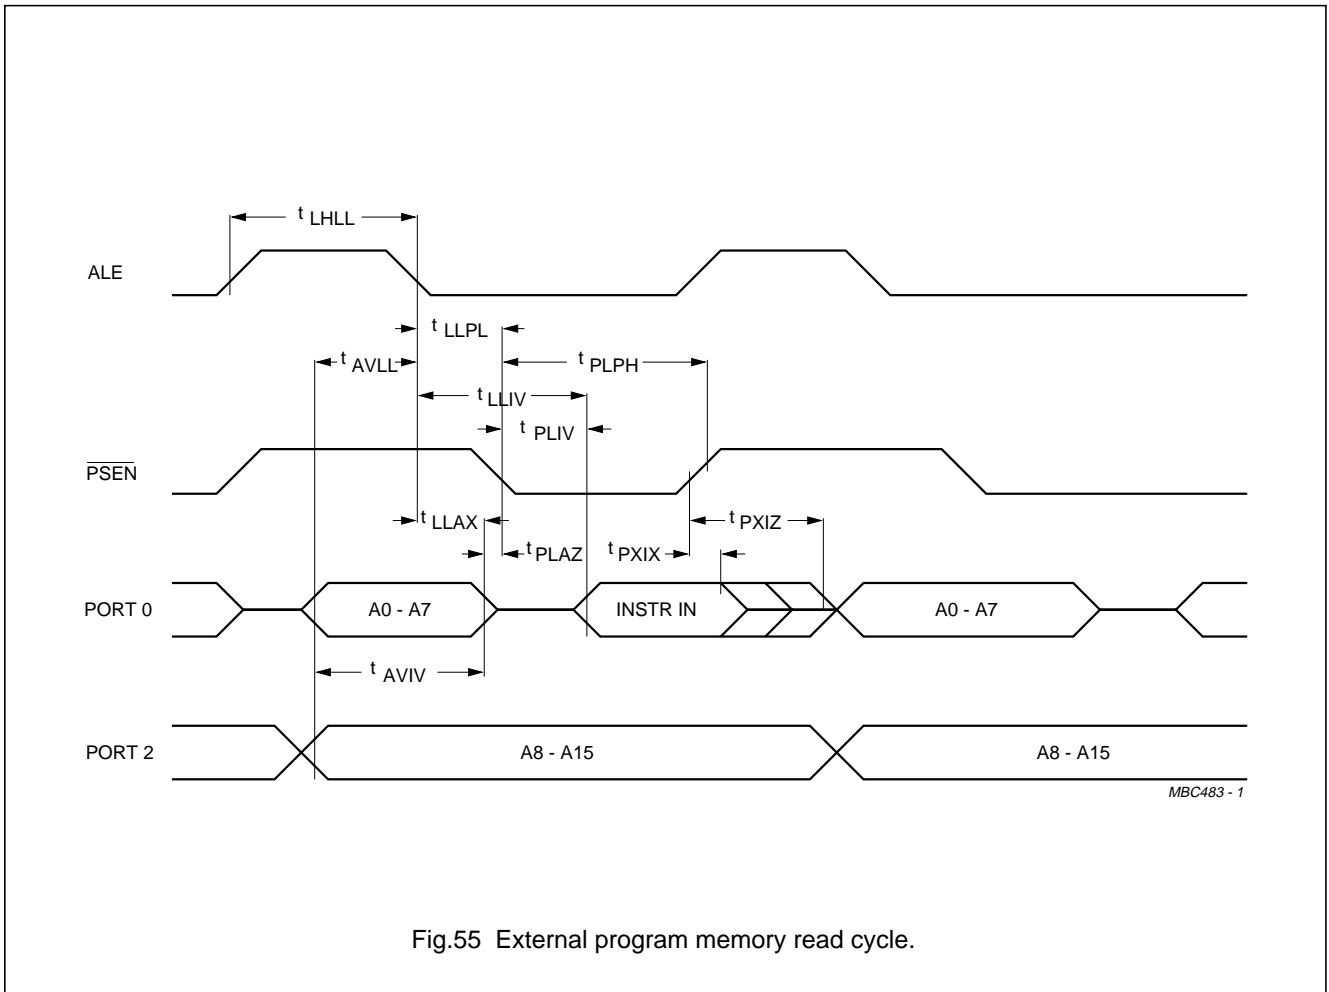 t LHLL
ALE
t LLPL
t AVLL
t PLPH
t LLIV
t PLIV
PSEN
t LLAX
t PXIZ
t PLAZ
t PXIX
PORT 0
A0 - A7
INSTR IN
A0 - A7
t AVIV
PORT 2
A8 - A15
A8 - A15
MBC483 - 1
Fig.55 External program memory read cycle.